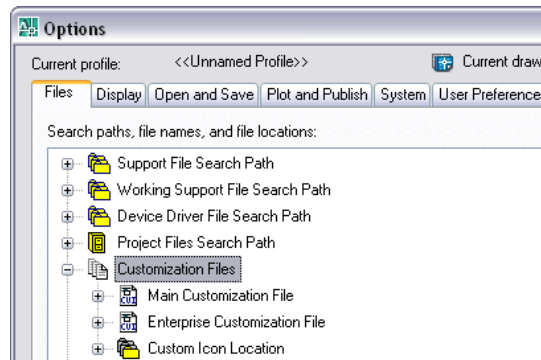 Options
Current profile: <<Unnamed Profile>> Current draw
Files Display Open and Save Plot and Publish System User Preference
Search paths, file names, and file locations:
Support File Search Path
Working Support File Search Path
Device Driver File Search Path
Project Files Search Path
Customization Files
CUI Main Customization File
CUI Enterprise Customization File
Custom Icon Location